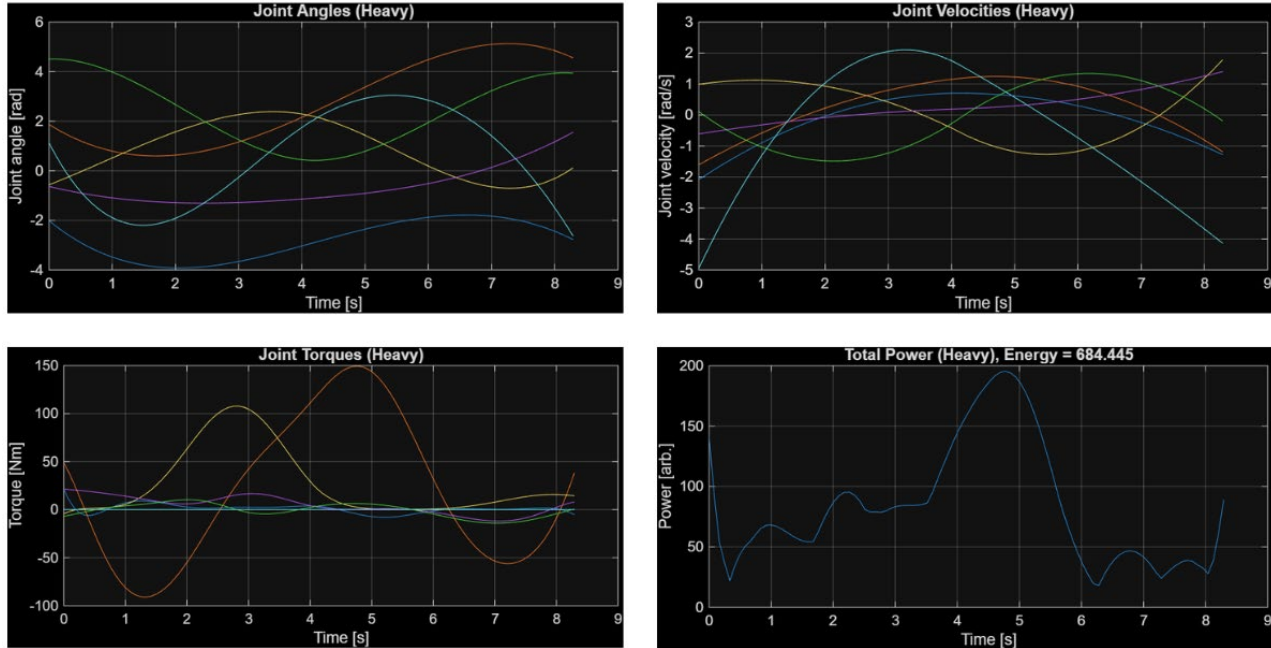 Joint Angles (Heavy)
Joint angle [rad]
6
4
2
0
-2
-4
0 1 2 3 4 5 6 7 8 9
Time [s]
Joint Velocities (Heavy)
Joint velocity [rad/s]
3
2
1
0
-1
-2
-3
-4
-5
0 1 2 3 4 5 6 7 8 9
Time [s]
Joint Torques (Heavy)
Torque [Nm]
150
100
50
0
-50
-100
0 1 2 3 4 5 6 7 8 9
Time [s]
Total Power (Heavy), Energy = 684.445
Power [arb.]
200
150
100
50
0
0 1 2 3 4 5 6 7 8 9
Time [s]